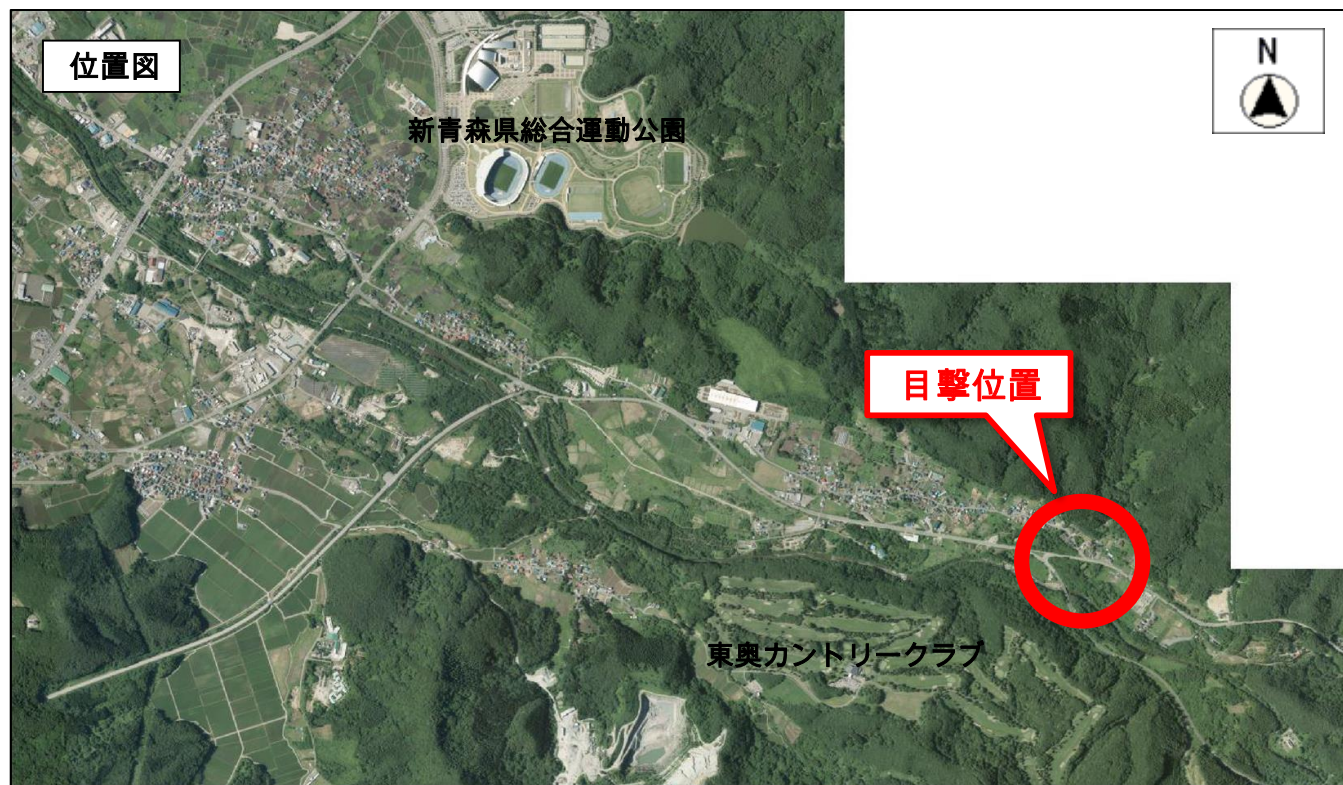 位置図
N
新青森県総合運動公園
目撃位置
東奥カントリークラブ